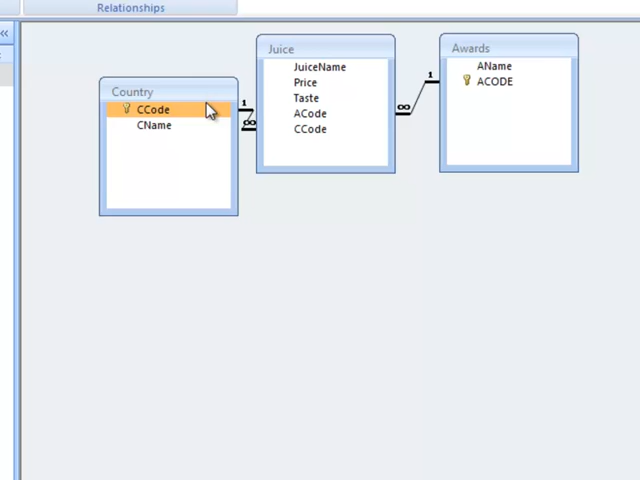 Relationships
«
Country
CCode
CName
1
∞
Juice
JuiceName
Price
Taste
ACode
CCode
∞
1
Awards
AName
ACODE